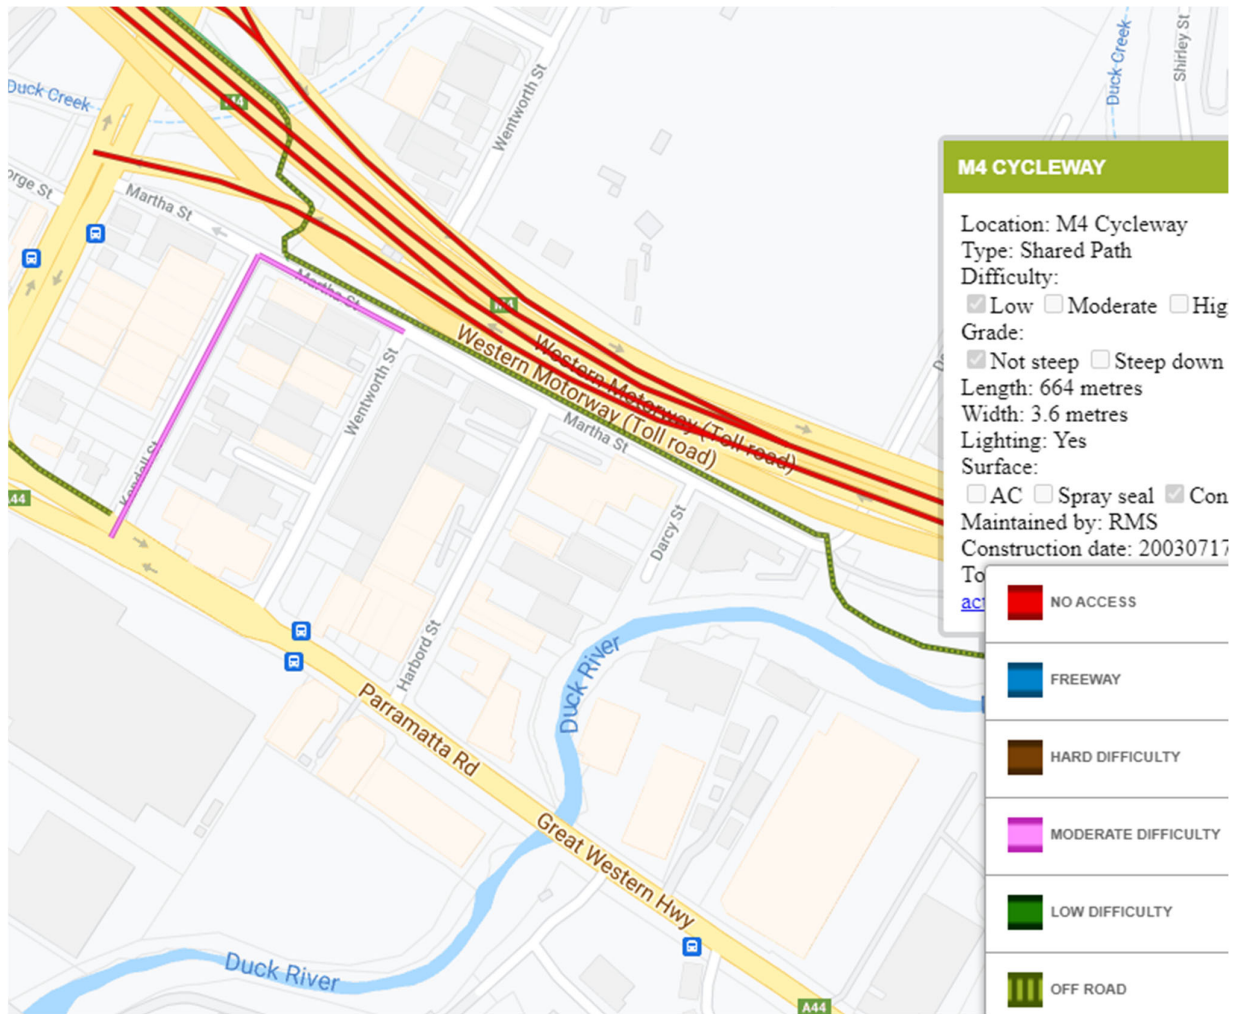 Duck Creek
M4
Wentworth St
Duck Creek
Shirley St
orge St
Martha St
Martha St
M4
Western Motorway (Toll road)
Western Motorway (Toll road)
Wentworth St
Martha St
Kendall St
A44
Darcy St
Harbord St
Duck River
Parramatta Rd
Great Western Hwy
Duck River
A44
M4 CYCLEWAY
Location: M4 Cycleway
Type: Shared Path
Difficulty:
Low Moderate Hig
Grade:
Not steep Steep down
Length: 664 metres
Width: 3.6 metres
Lighting: Yes
Surface:
AC Spray seal Con
Maintained by: RMS
Construction date: 20030717
To
act
NO ACCESS
FREEWAY
HARD DIFFICULTY
MODERATE DIFFICULTY
LOW DIFFICULTY
OFF ROAD